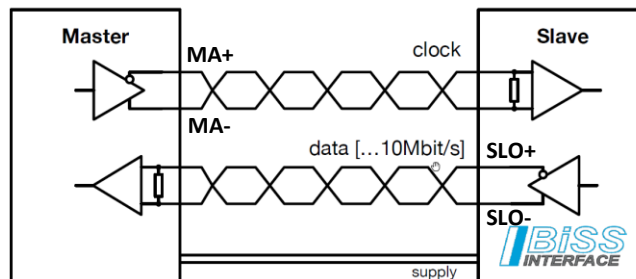 Master
Slave
MA+
clock
MA-
data [...10Mbit/s]
SLO+
SLO-
BiSS
INTERFACE
supply